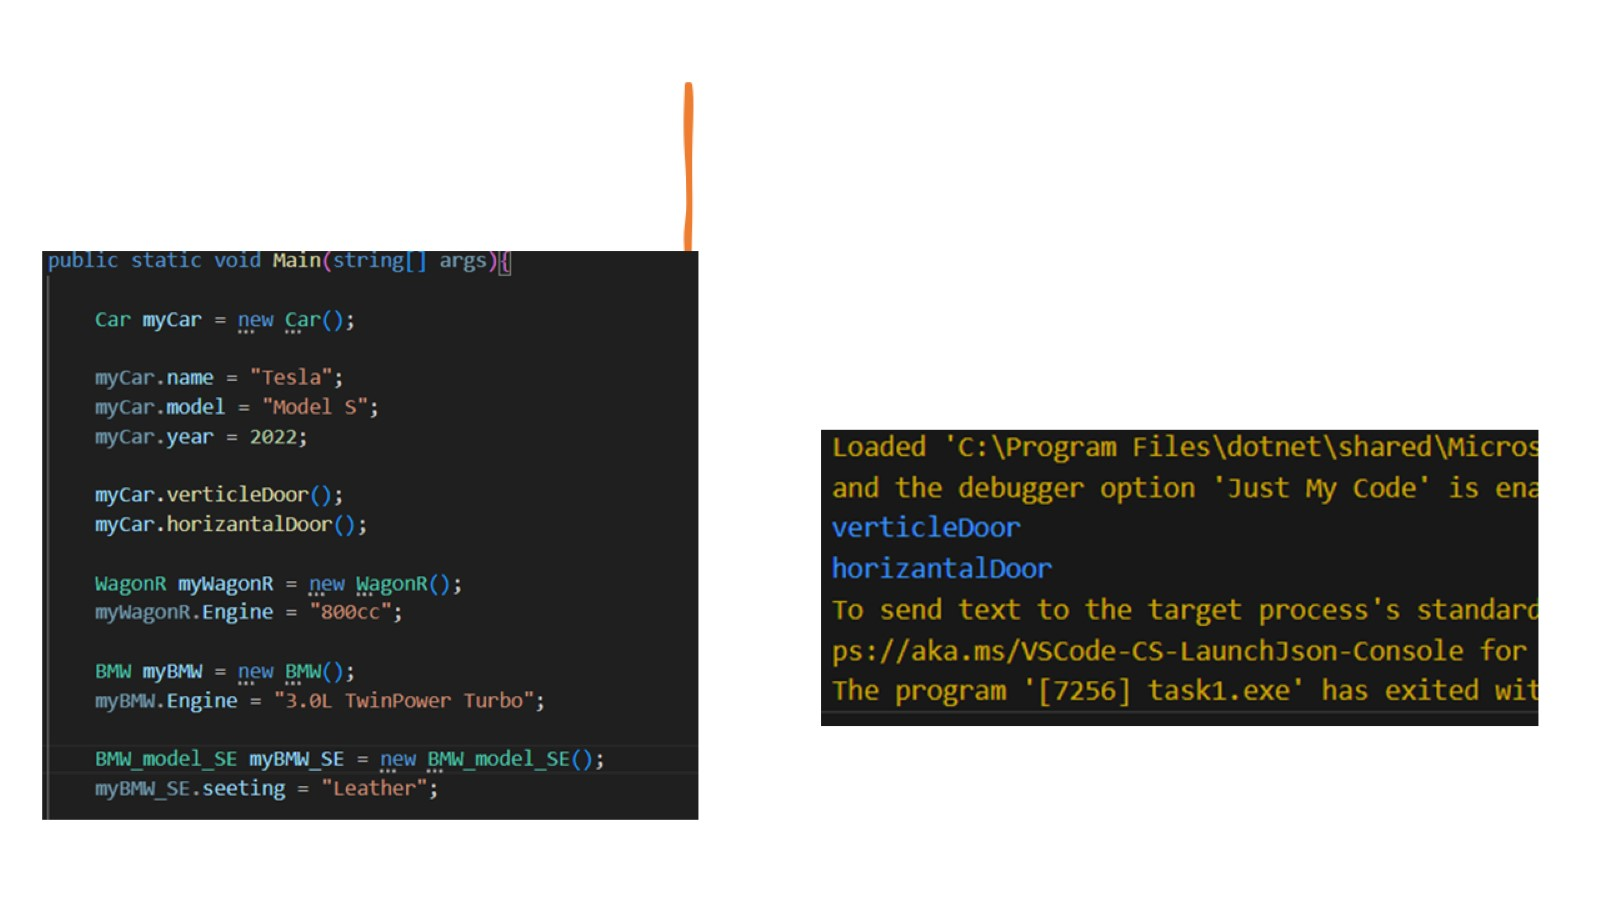 public static void Main(string[] args){
Car myCar = new Car();
myCar.name = "Tesla";
myCar.model = "Model S";
myCar.year = 2022;
myCar.verticleDoor();
myCar.horizantalDoor();
WagonR myWagonR = new WagonR();
myWagonR.Engine = "800cc";
BMW myBMW = new BMW();
myBMW.Engine = "3.0L TwinPower Turbo";
BMW_model_SE myBMW_SE = new BMW_model_SE();
myBMW_SE.seeting = "Leather";
Loaded 'C:\Program Files\dotnet\shared\Micros
and the debugger option 'Just My Code' is ena
verticleDoor
horizantalDoor
To send text to the target process's standard
ps://aka.ms/VSCode-CS-LaunchJson-Console for
The program '[7256] task1.exe' has exited wit